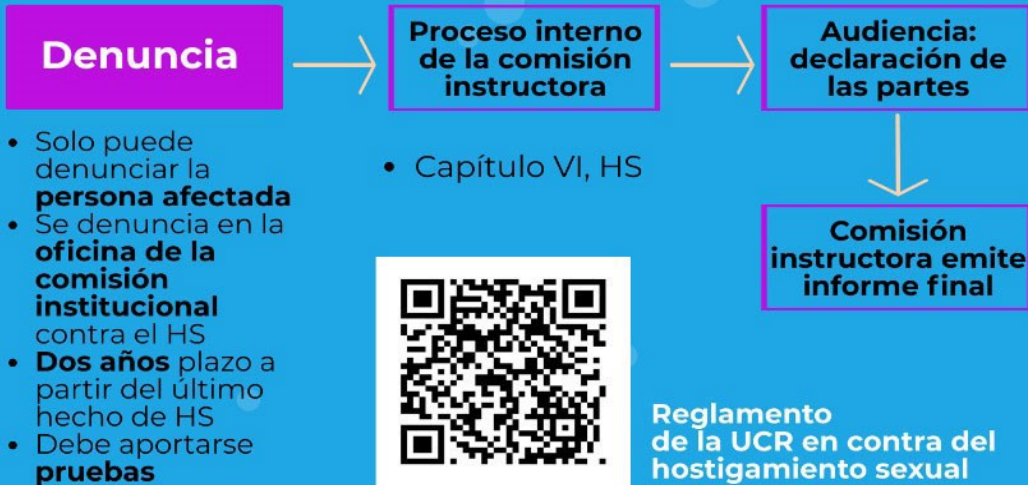 Denuncia
Proceso interno
de la comisión
instructora
Audiencia:
declaración de
las partes
• Solo puede
denunciar la
persona afectada
• Se denuncia en la
oficina de la
comisión
institucional
contra el HS
• Dos años plazo a
partir del último
hecho de HS
• Debe aportarse
pruebas
• Capítulo VI, HS
Comisión
instructora emite
informe final
Reglamento
de la UCR en contra del
hostigamiento sexual